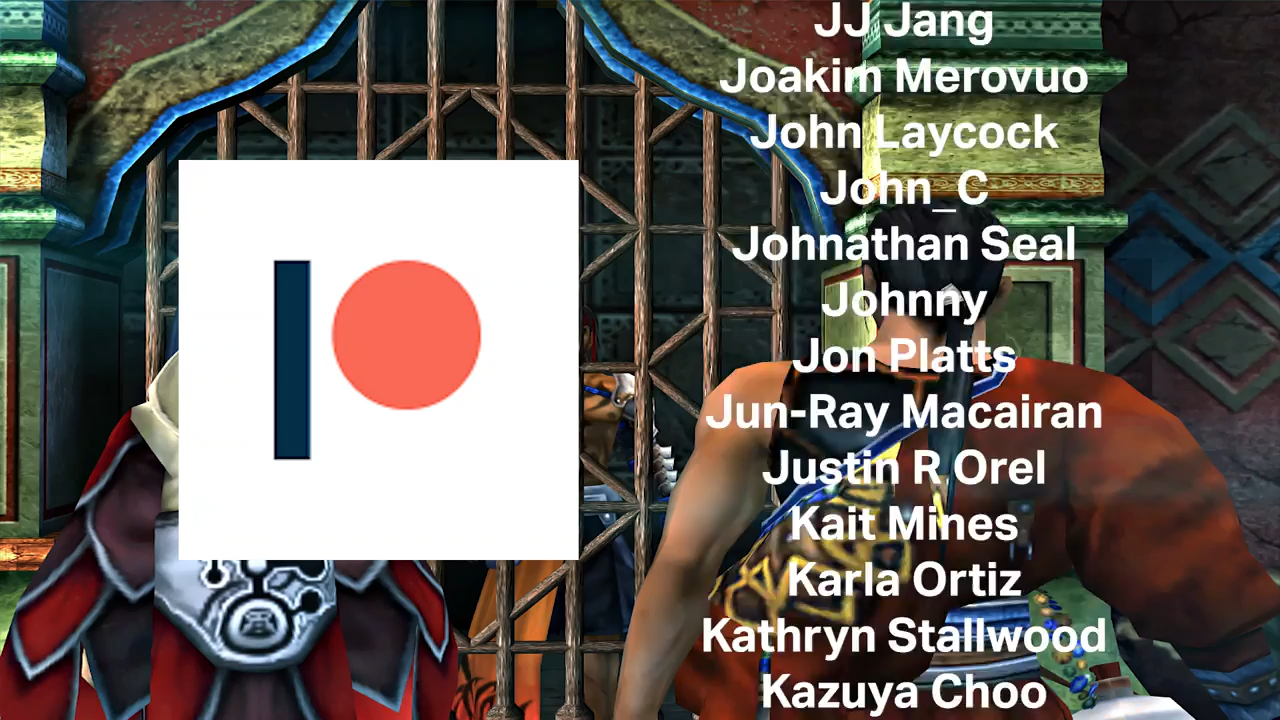 JJ Jang
Joakim Merovuo
John Laycock
John_C
Johnathan Seal
Johnny
Jon Platts
Jun-Ray Macairan
Justin R Orel
Kait Mines
Karla Ortiz
Kathryn Stallwood
Kazuya Choo